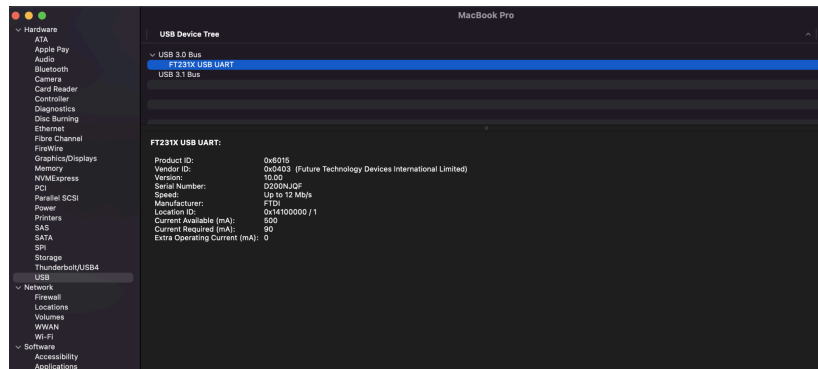 MacBook Pro
Hardware
ATA
Apple Pay
Audio
Bluetooth
Camera
Card Reader
Controller
Diagnostics
Disc Burning
Ethernet
Fibre Channel
FireWire
Graphics/Displays
Memory
NVMExpress
PCI
Parallel SCSI
Power
Printers
SAS
SATA
SPI
Storage
Thunderbolt/USB4
USB
Network
Firewall
Locations
Volumes
WWAN
Wi-Fi
Software
Accessibility
Applications
USB Device Tree
USB 3.0 Bus
FT231X USB UART
USB 3.1 Bus
FT231X USB UART:
Product ID: 0x6015
Vendor ID: 0x0403 (Future Technology Devices International Limited)
Version: 10.00
Serial Number: D200NJQF
Speed: Up to 12 Mb/s
Manufacturer: FTDI
Location ID: 0x14100000 / 1
Current Available (mA): 500
Current Required (mA): 90
Extra Operating Current (mA): 0